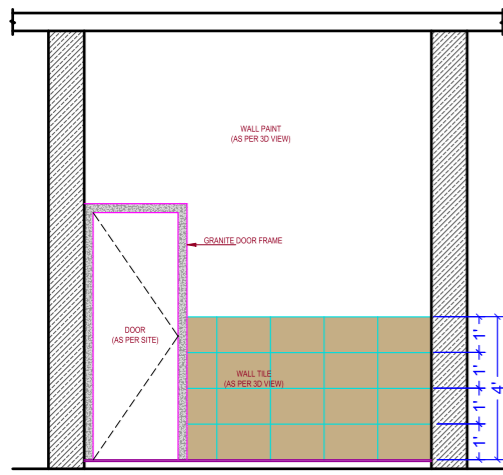 WALL PAINT
(AS PER 3D VIEW)
GRANITE DOOR FRAME
DOOR
(AS PER SITE)
WALL TILE
(AS PER 3D VIEW)
1'
1'
1'
1'
4'